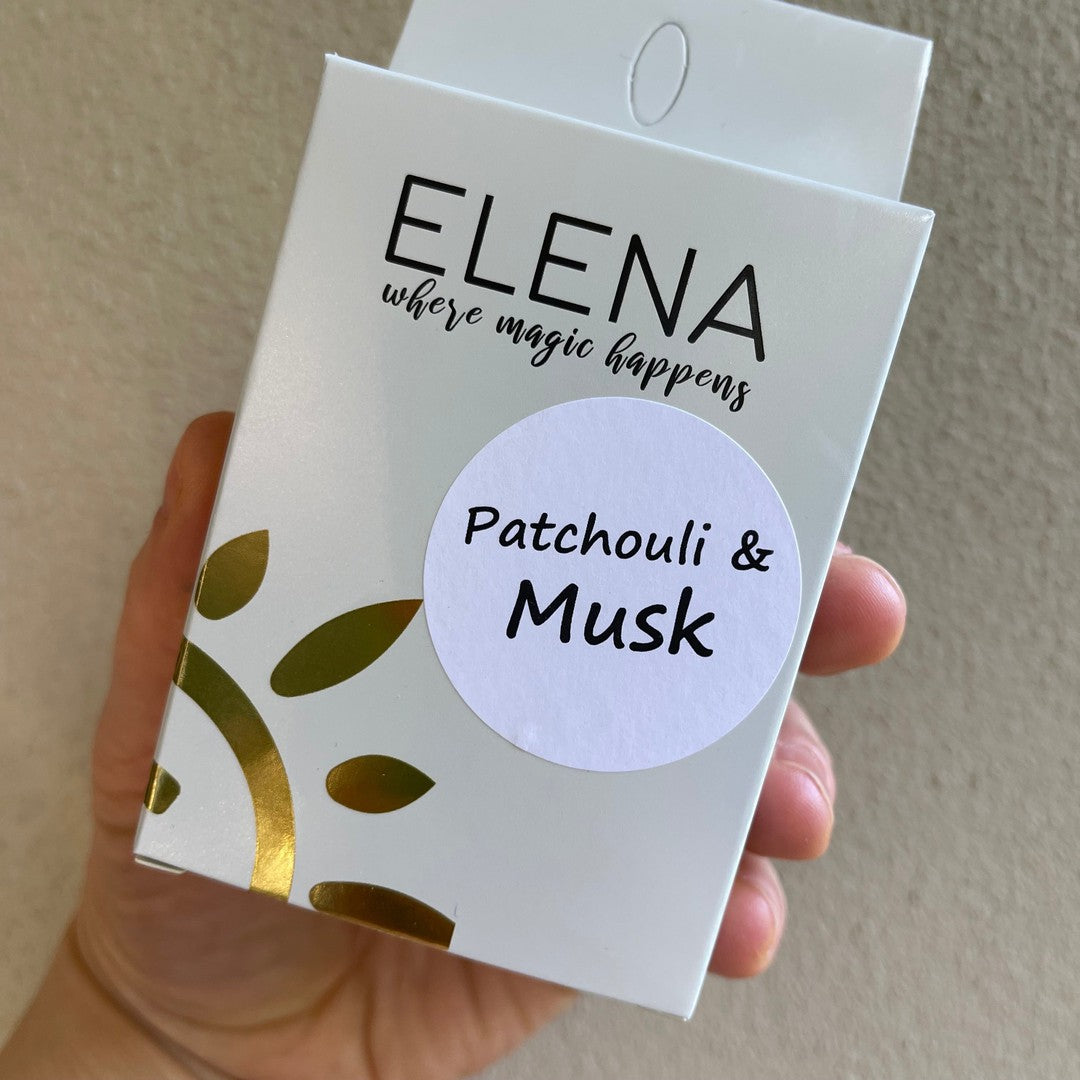 ELENA
where magic happens
Patchouli &
Musk